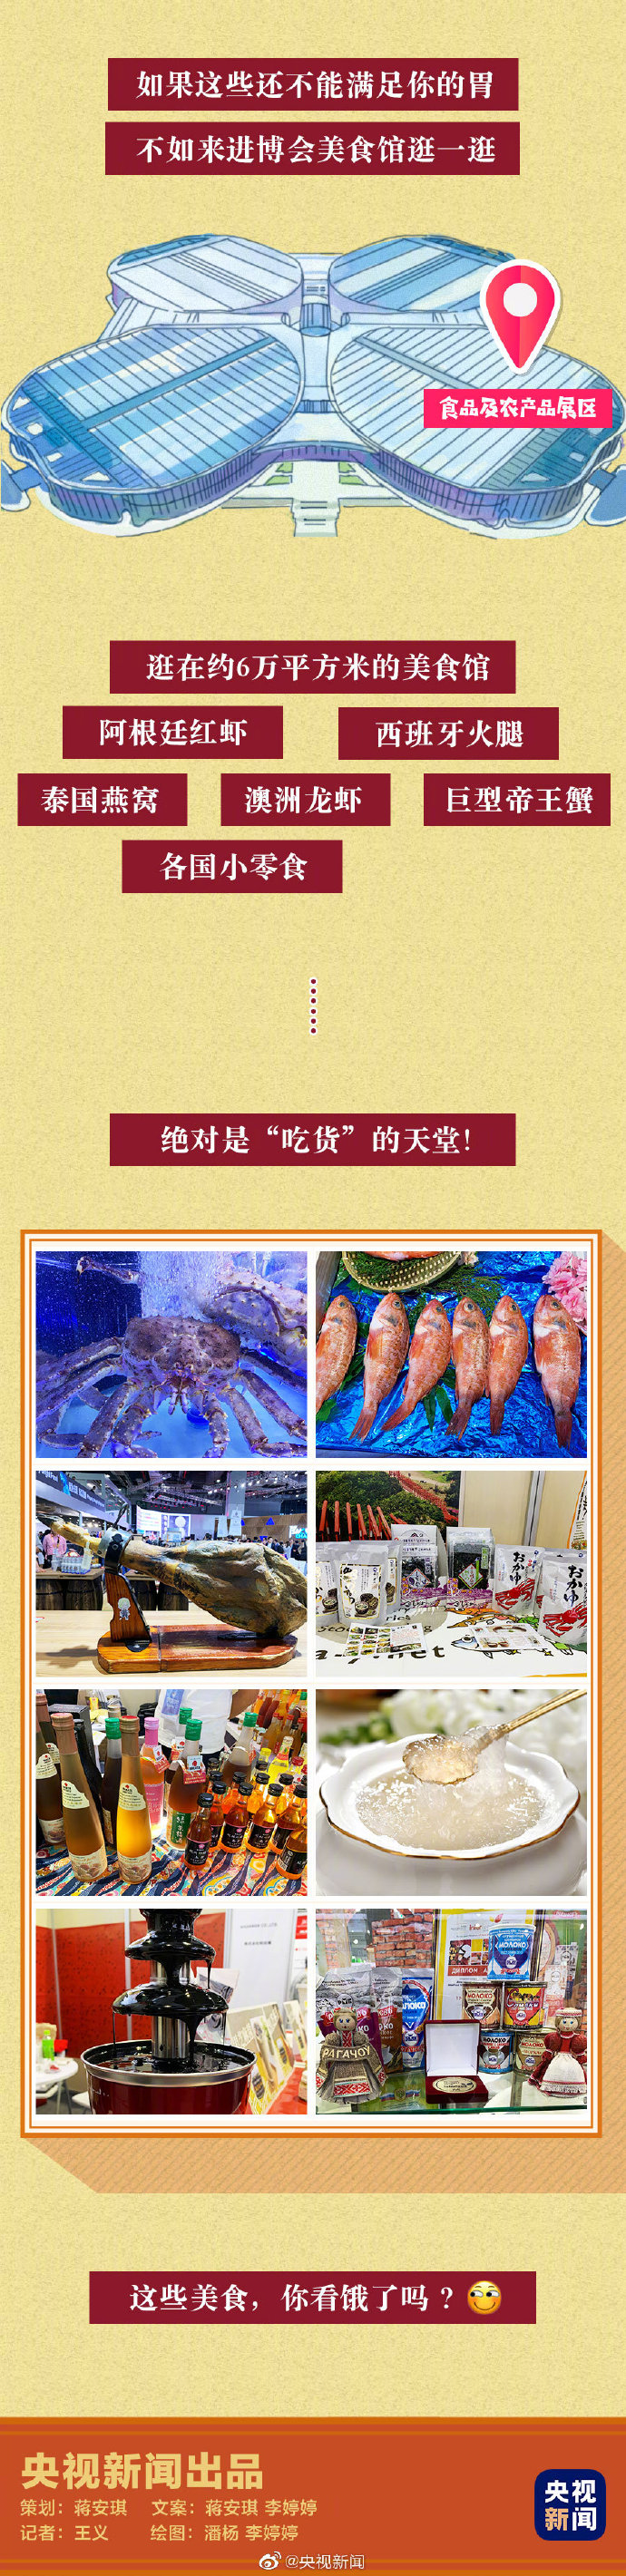 如果这些还不能满足你的胃
不如来进博会美食馆逛一逛
食品及农产品展区
逛在约6万平方米的美食馆
阿根廷红虾 西班牙火腿
泰国燕窝 澳洲龙虾 巨型帝王蟹
各国小零食
绝对是“吃货”的天堂!
おかゆ おかゆ
МОЛОКО
РАГАЧОУ
这些美食，你看饿了吗？
央视新闻出品
策划：蒋安琪 文案：蒋安琪 李婷婷
记者：王义 绘图：潘杨 李婷婷
央视
新闻
@央视新闻